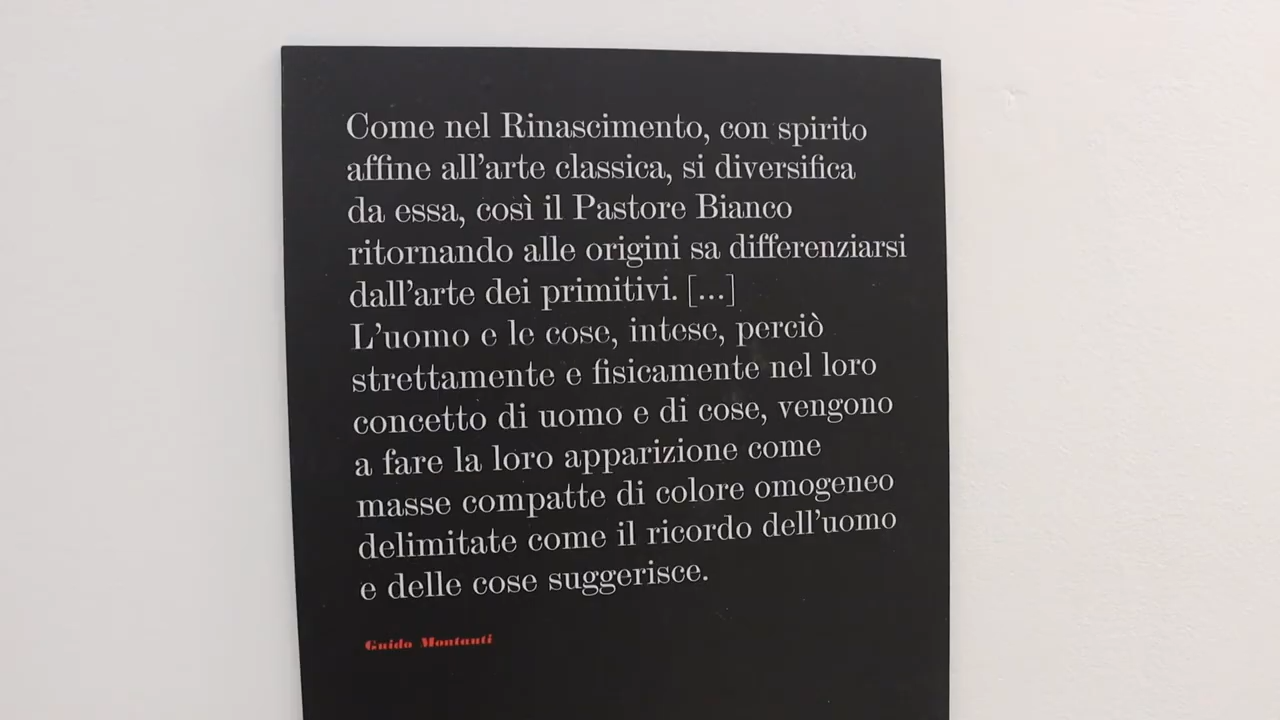 Come nel Rinascimento, con spirito
affine all’arte classica, si diversifica
da essa, così il Pastore Bianco
ritornando alle origini sa differenziarsi
dall’arte dei primitivi. [...]
L’uomo e le cose, intese, perciò
strettamente e fisicamente nel loro
concetto di uomo e di cose, vengono
a fare la loro apparizione come
masse compatte di colore omogeneo
delimitate come il ricordo dell’uomo
e delle cose suggerisce.
Guido Montanti